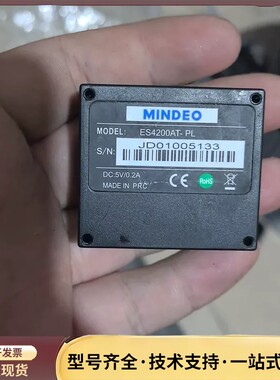 MINDEO
MODEL: ES4200AT- PL
S/N: JD01005133
DC:5V/0.2A
MADE IN PRC
CE
RoHS
发票
现货
型号齐全·技术支持·一站式